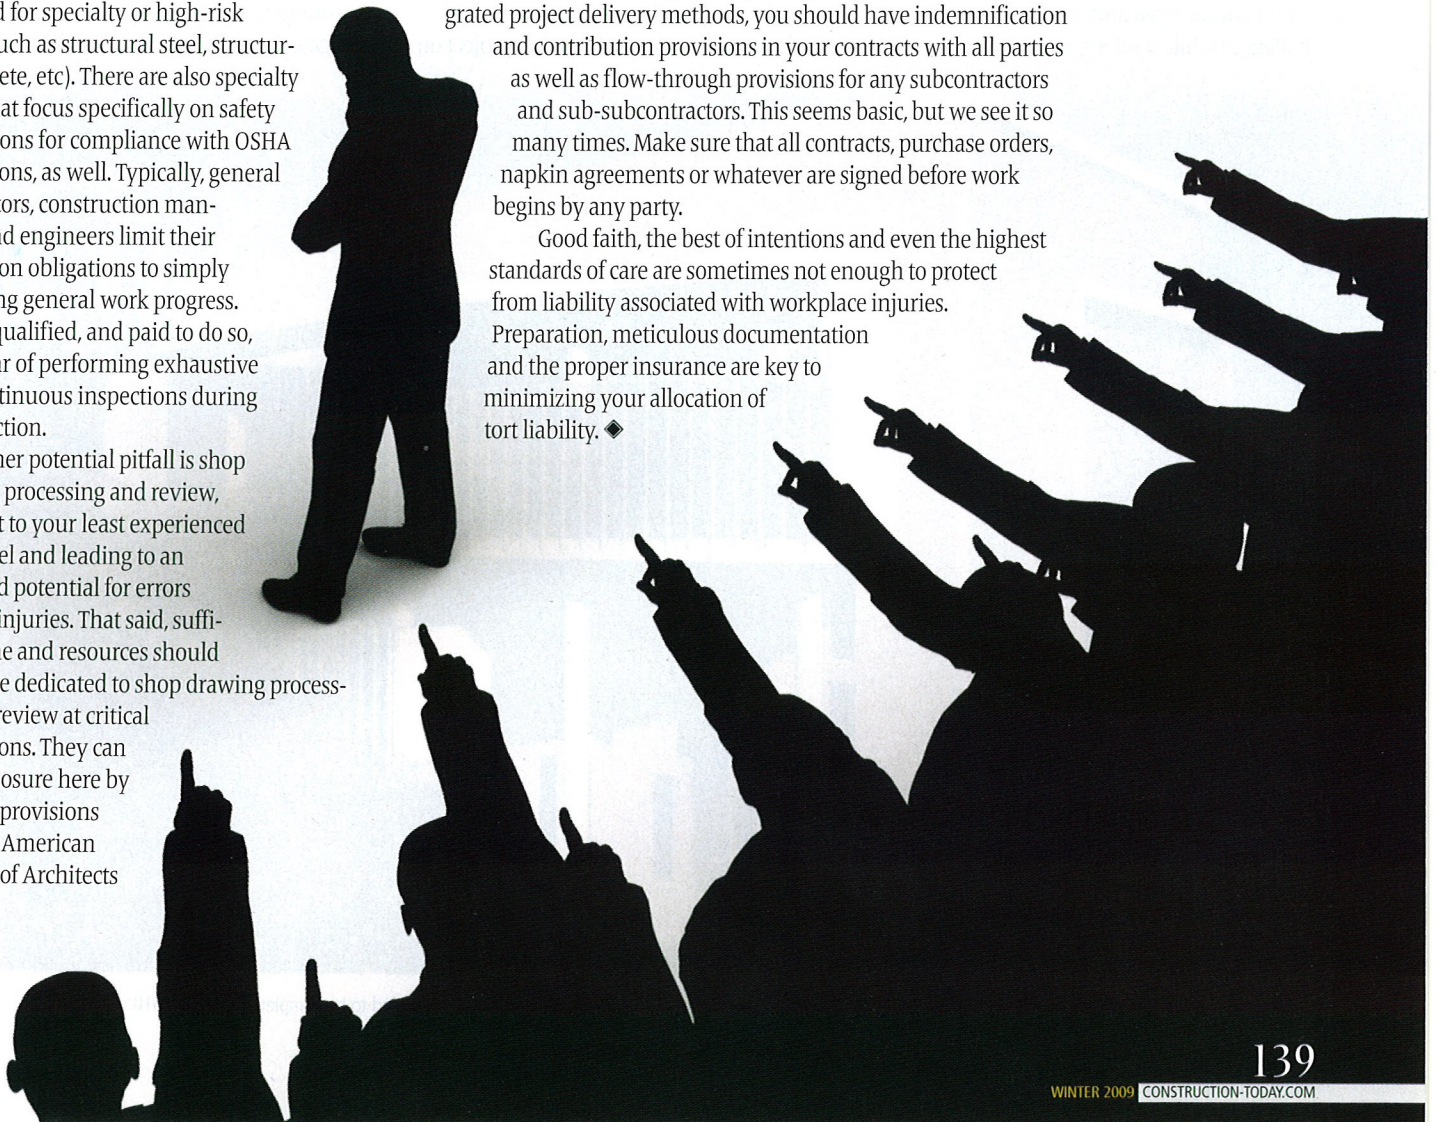 d for specialty or high-risk
uch as structural steel, structur-
ete, etc). There are also specialty
at focus specifically on safety
ons for compliance with OSHA
ons, as well. Typically, general
tors, construction man-
nd engineers limit their
on obligations to simply
ng general work progress.
qualified, and paid to do so,
ar of performing exhaustive
tinuous inspections during
ction.
her potential pitfall is shop
processing and review,
t to your least experienced
el and leading to an
d potential for errors
injuries. That said, suffi-
e and resources should
e dedicated to shop drawing process-
review at critical
ons. They can
osure here by
provisions
American
of Architects
grated project delivery methods, you should have indemnification
and contribution provisions in your contracts with all parties
as well as flow-through provisions for any subcontractors
and sub-subcontractors. This seems basic, but we see it so
many times. Make sure that all contracts, purchase orders,
napkin agreements or whatever are signed before work
begins by any party.
Good faith, the best of intentions and even the highest
standards of care are sometimes not enough to protect
from liability associated with workplace injuries.
Preparation, meticulous documentation
and the proper insurance are key to
minimizing your allocation of
tort liability. ◈
139
WINTER 2009 CONSTRUCTION-TODAY.COM